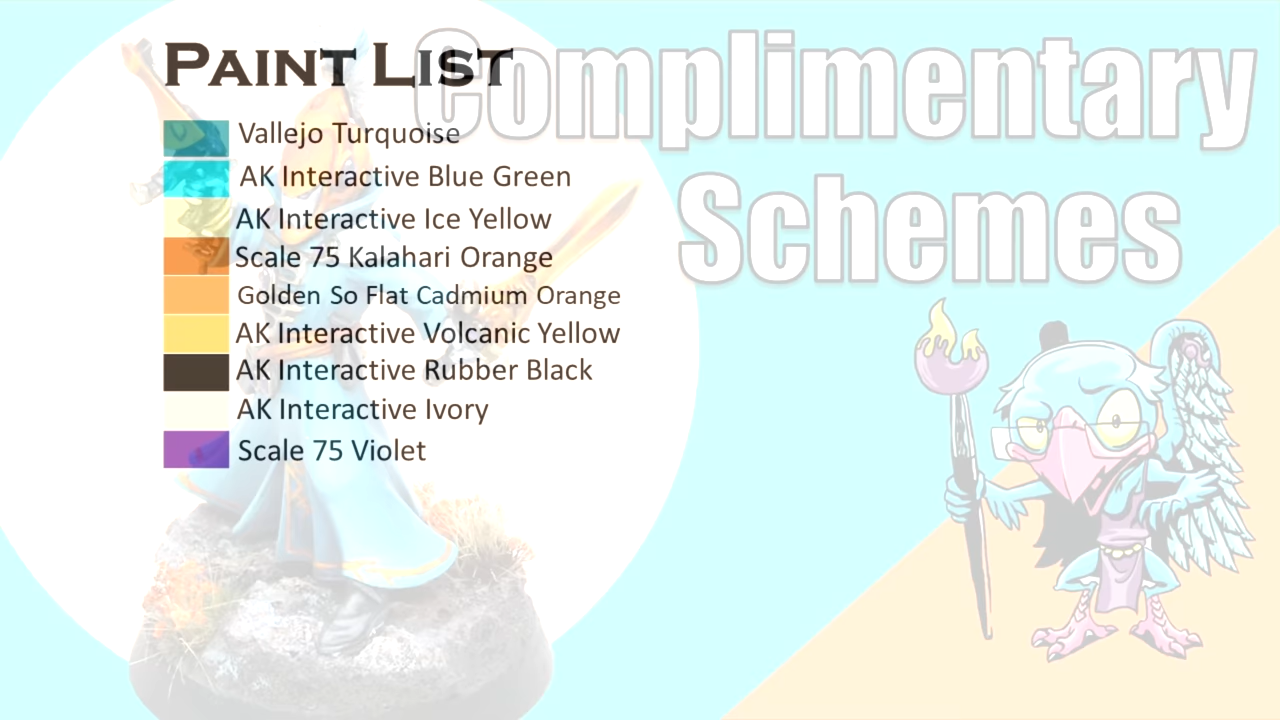 Paint List
Complimentary
Schemes
Vallejo Turquoise
AK Interactive Blue Green
AK Interactive Ice Yellow
Scale 75 Kalahari Orange
Golden So Flat Cadmium Orange
AK Interactive Volcanic Yellow
AK Interactive Rubber Black
AK Interactive Ivory
Scale 75 Violet